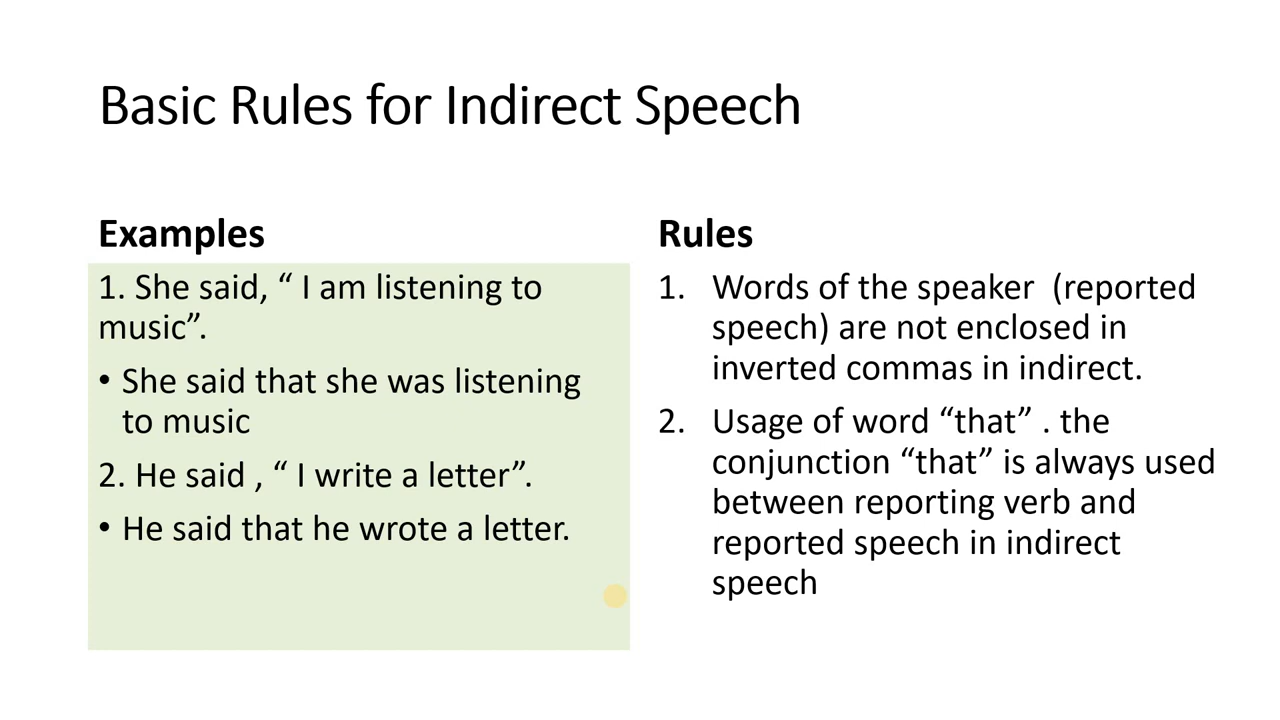 Basic Rules for Indirect Speech
Examples
1. She said, “ I am listening to
music”.
• She said that she was listening
to music
2. He said , “ I write a letter”.
• He said that he wrote a letter.
Rules
1. Words of the speaker (reported
speech) are not enclosed in
inverted commas in indirect.
2. Usage of word “that” . the
conjunction “that” is always used
between reporting verb and
reported speech in indirect
speech